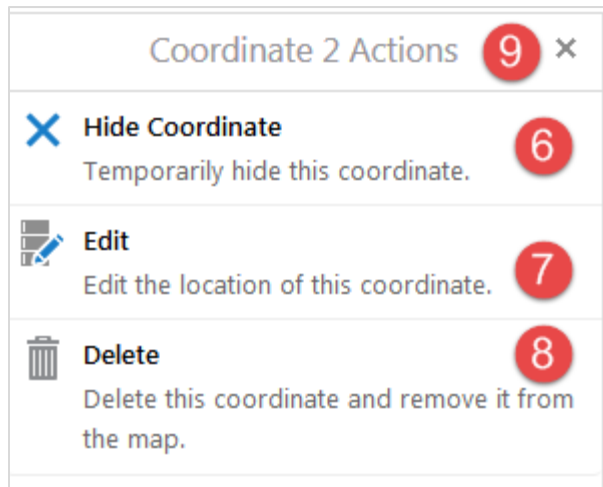 Coordinate 2 Actions 9 ×
Hide Coordinate
Temporarily hide this coordinate. 6
Edit
Edit the location of this coordinate. 7
Delete 8
Delete this coordinate and remove it from
the map.